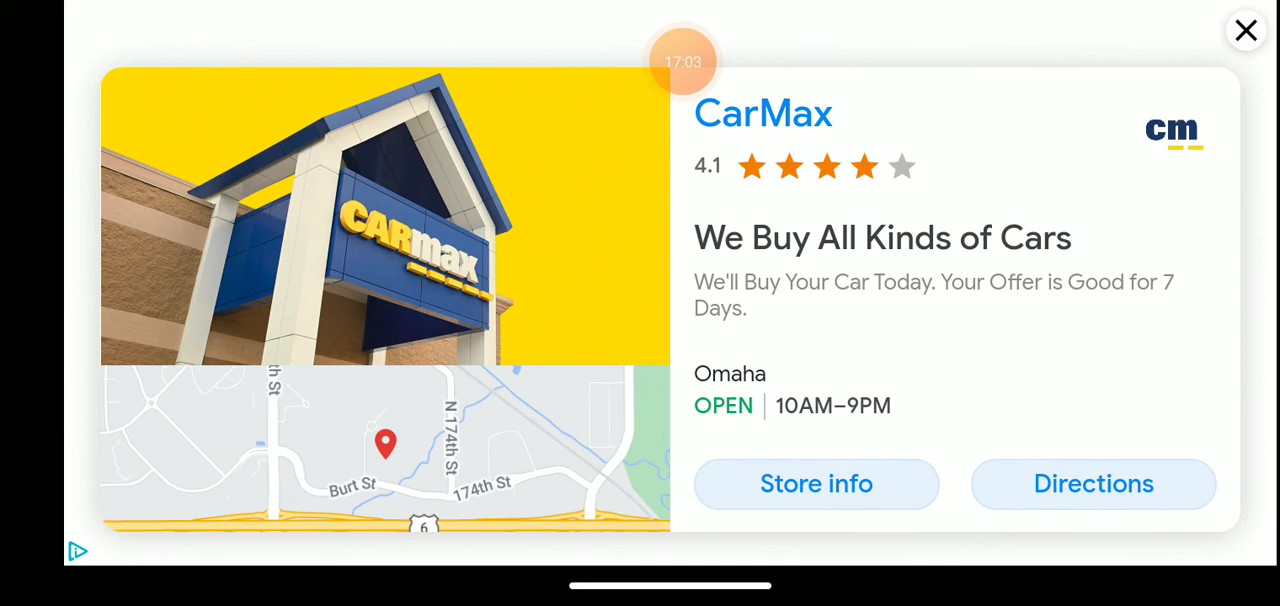 17:03
CarMax
cm
4.1
We Buy All Kinds of Cars
We'll Buy Your Car Today. Your Offer is Good for 7
Days.
Omaha
OPEN
10AM–9PM
Store info
Directions
CARmax
th St
N 174th St
Burt St
174th St
6